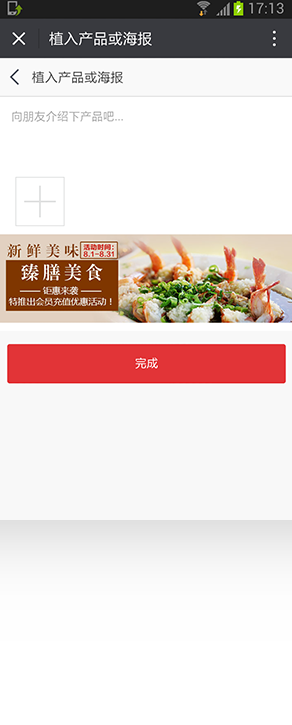 17:13
植入产品或海报
植入产品或海报
向朋友介绍下产品吧...
新鲜美味
活动时间：
8.1-8.31
臻膳美食
钜惠来袭
特推出会员充值优惠活动！
完成